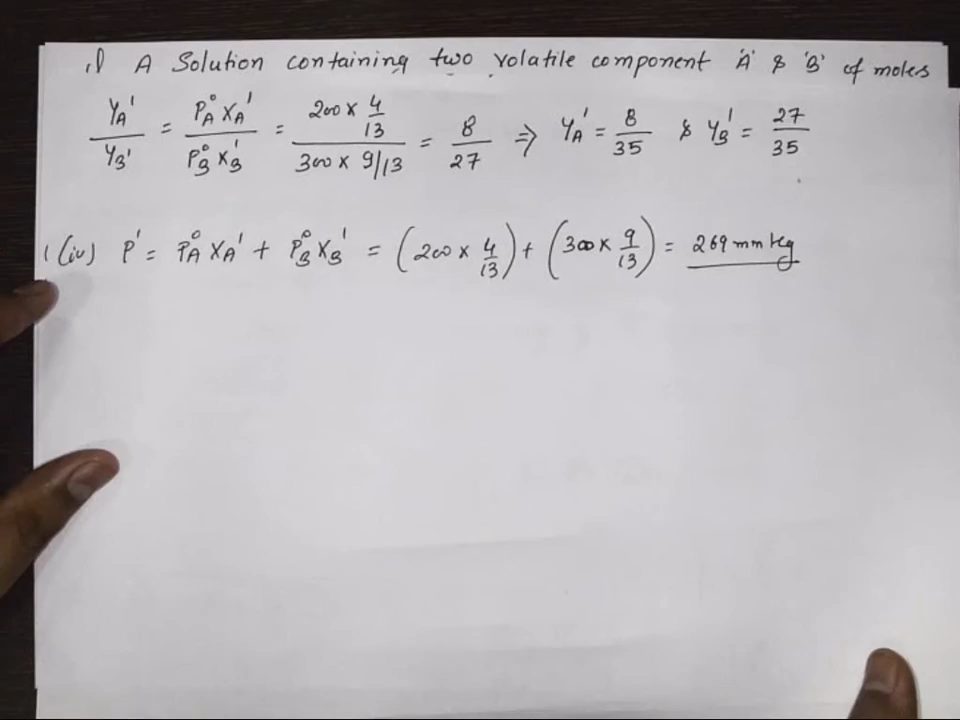 1) A Solution containing two volatile component 'A' & 'B' of moles
YA'/YB' = P°A XA'/P°B XB' = (200 × 4/13)/(300 × 9/13) = 8/27 ⇒ YA' = 8/35 & YB' = 27/35
(iv) P' = P°A XA' + P°B XB' = (200 × 4/13) + (300 × 9/13) = 269 mm Hg